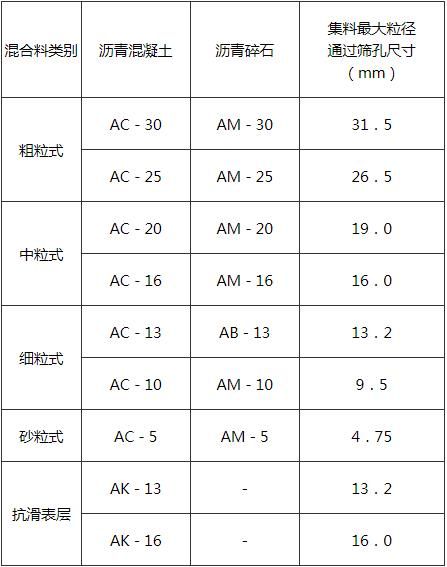 混合料类别 沥青混凝土 沥青碎石 集料最大粒径
通过筛孔尺寸
（mm）
粗粒式 AC－30 AM－30 31．5
AC－25 AM－25 26．5
中粒式 AC－20 AM－20 19.0
AC－16 AM－16 16.0
细粒式 AC－13 AB－13 13.2
AC－10 AM－10 9.5
砂粒式 AC－5 AM－5 4.75
抗滑表层 AK－13 - 13.2
AK－16 - 16.0